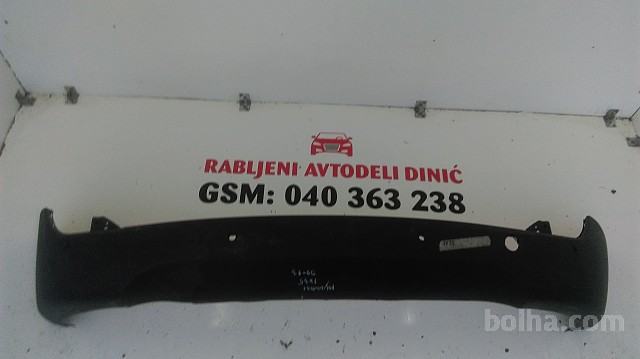 RABLJENI AVTODELI DINIĆ
GSM: 040 363 238
bolha.com